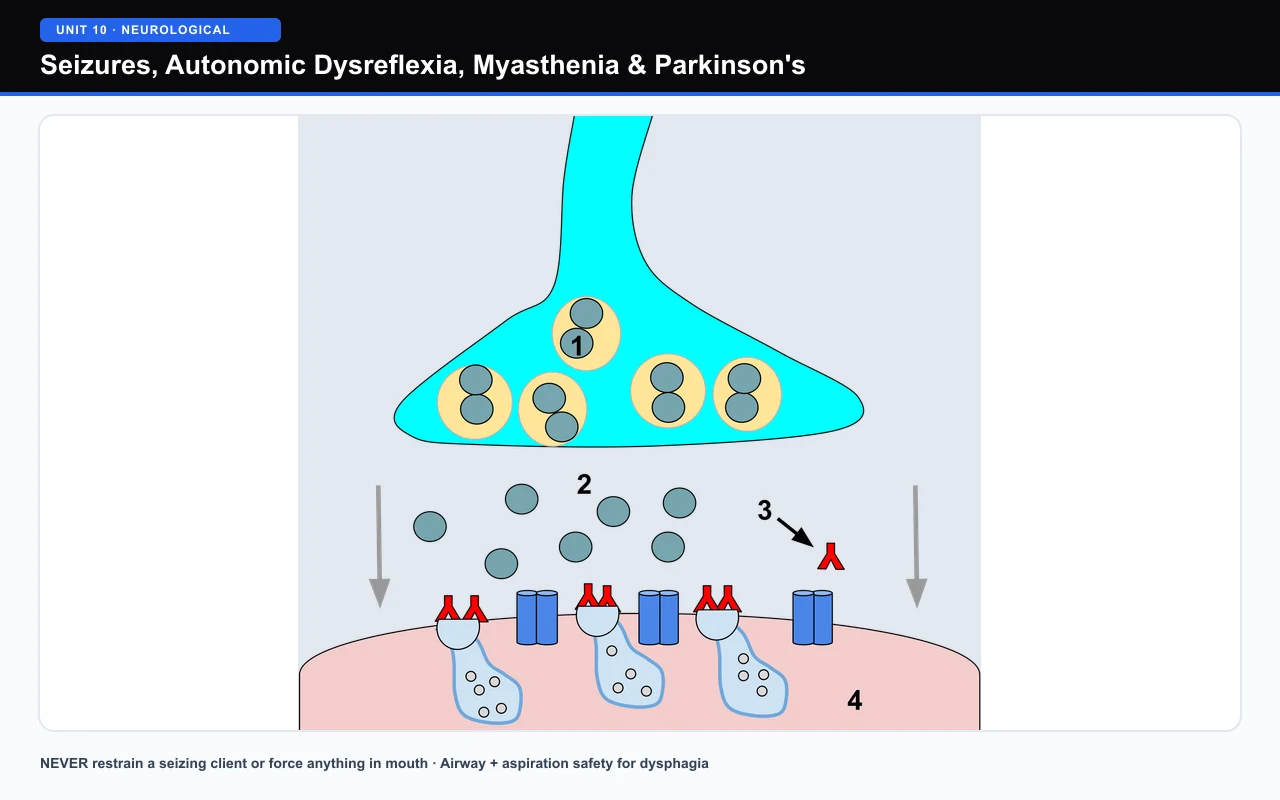 UNIT 10 · NEUROLOGICAL
Seizures, Autonomic Dysreflexia, Myasthenia & Parkinson's
1
2
3
4
NEVER restrain a seizing client or force anything in mouth · Airway + aspiration safety for dysphagia